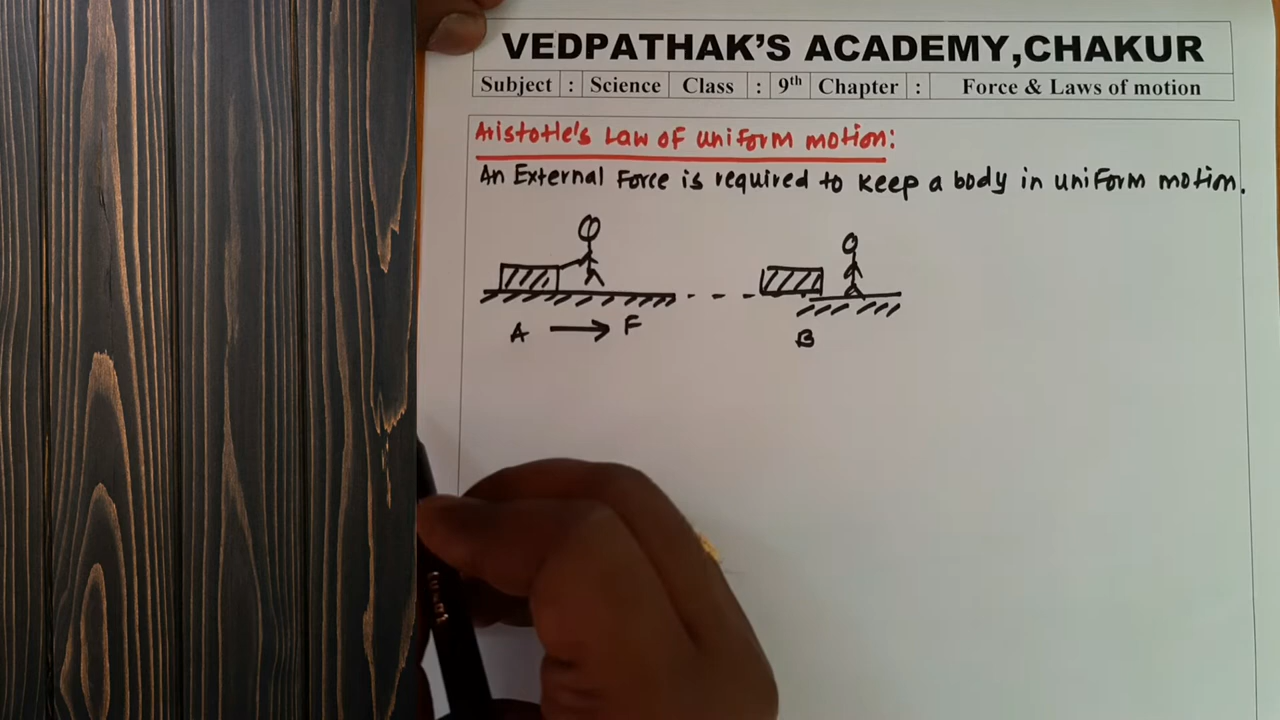 VEDPATHAK'S ACADEMY,CHAKUR
Subject : Science Class : 9th Chapter : Force & Laws of motion
Aristotle's Law of uniform motion:
An External Force is required to keep a body in uniform motion.
A F B